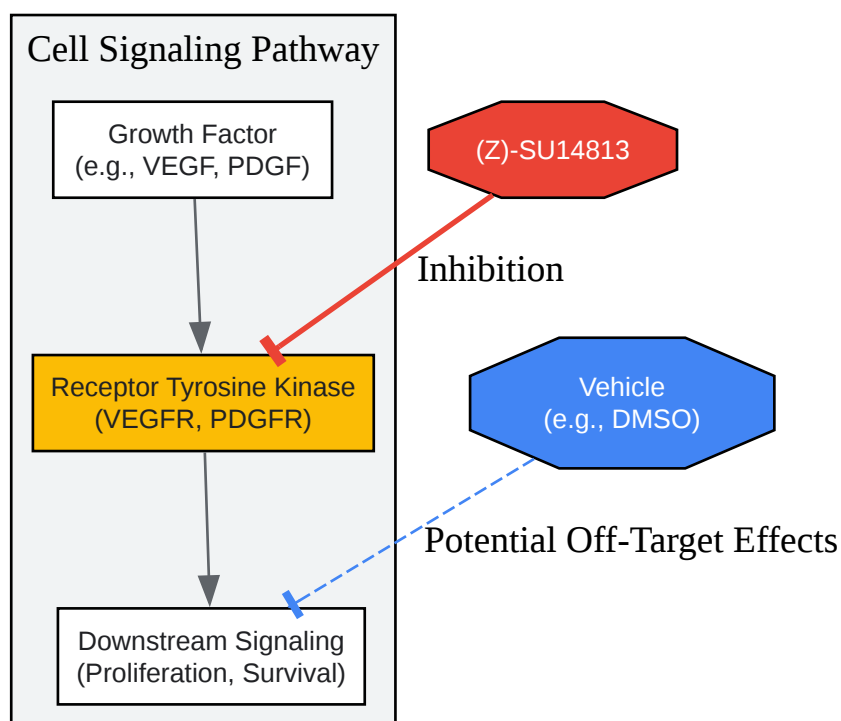 Cell Signaling Pathway
Growth Factor
(e.g., VEGF, PDGF)
(Z)-SU14813
Inhibition
Receptor Tyrosine Kinase
(VEGFR, PDGFR)
Vehicle
(e.g., DMSO)
Potential Off-Target Effects
Downstream Signaling
(Proliferation, Survival)